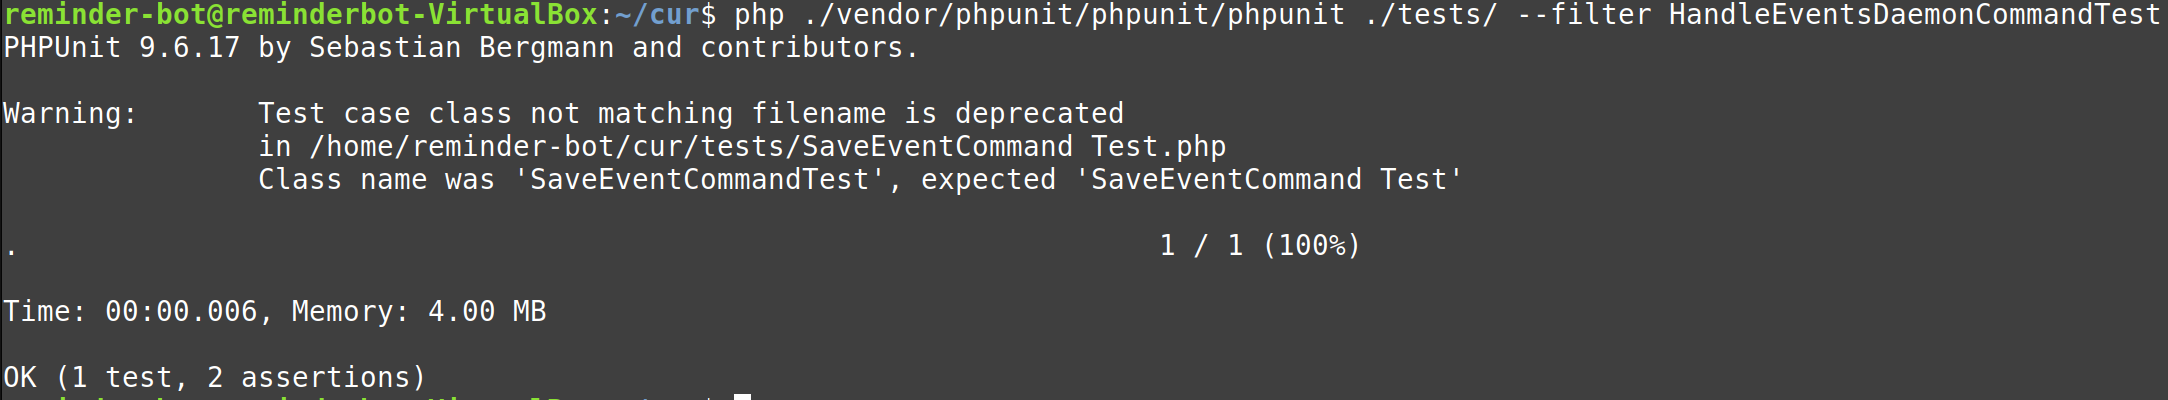 reminder-bot@reminderbot-VirtualBox:~/cur$ php ./vendor/phpunit/phpunit/phpunit ./tests/ --filter HandleEventsDaemonCommandTest
PHPUnit 9.6.17 by Sebastian Bergmann and contributors.
Warning:       Test case class not matching filename is deprecated
in /home/reminder-bot/cur/tests/SaveEventCommand Test.php
Class name was 'SaveEventCommandTest', expected 'SaveEventCommand Test'
.                                                                   1 / 1 (100%)
Time: 00:00.006, Memory: 4.00 MB
OK (1 test, 2 assertions)